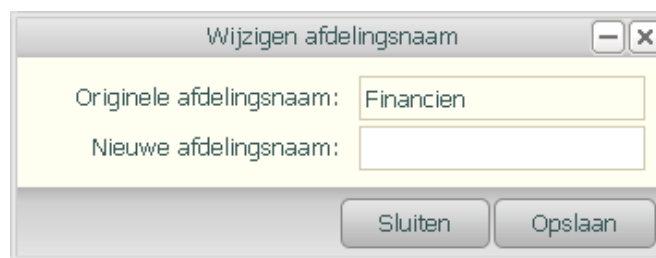 Wijzigen afdelingsnaam
Originele afdelingsnaam: Financien
Nieuwe afdelingsnaam:
Sluiten Opslaan